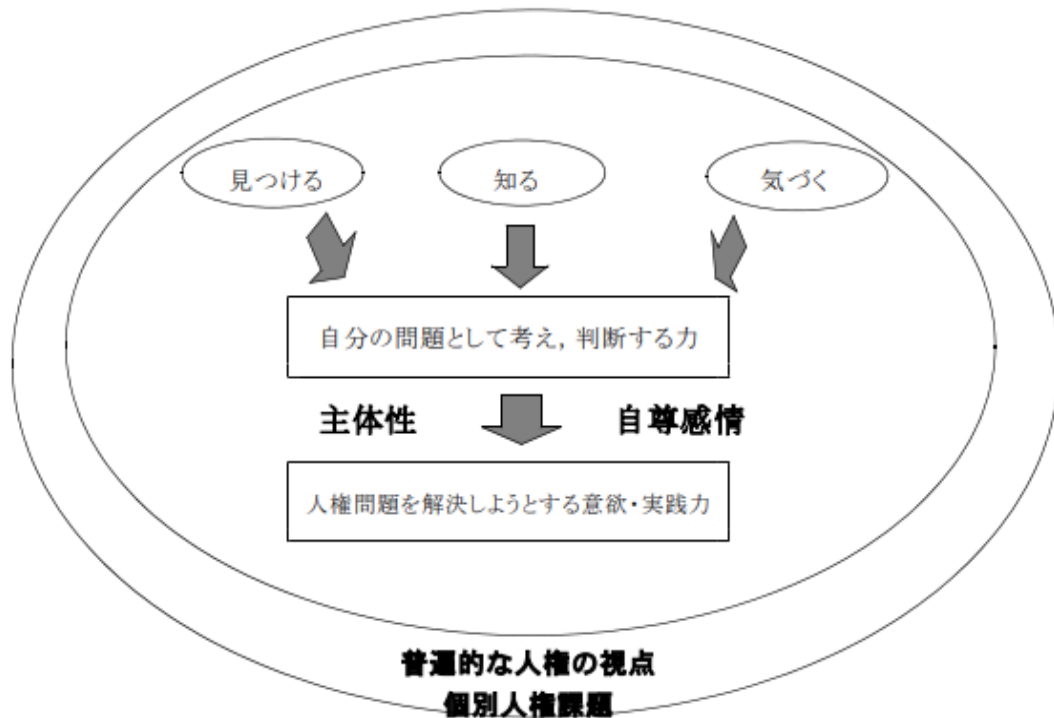 見つける
知る
気づく
自分の問題として考え，判断する力
主体性
自尊感情
人権問題を解決しようとする意欲・実践力
普遍的な人権の視点
個別人権課題